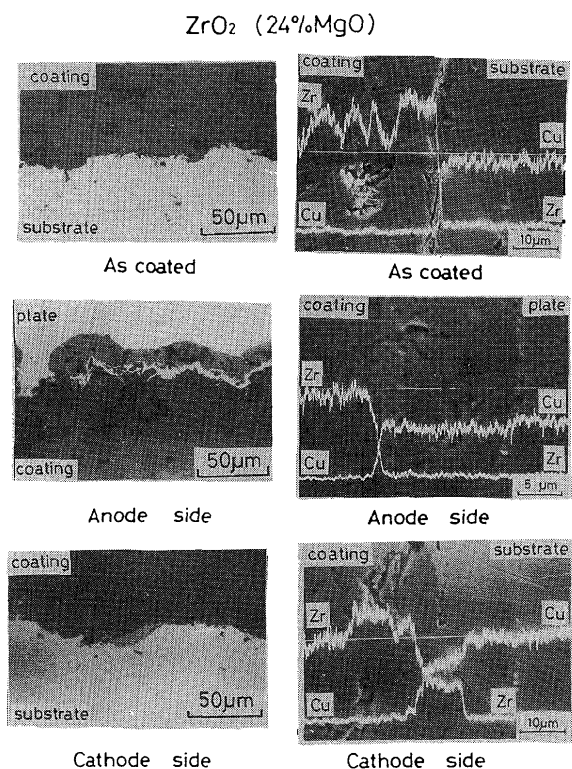 ZrO2 (24%MgO)
coating
50µm
substrate
As coated
coating
substrate
Zr
Cu
Cu
Zr
10µm
As coated
plate
50µm
coating
Anode side
coating
plate
Zr
Cu
Cu
Zr
5 µm
Anode side
coating
50µm
substrate
Cathode side
coating
substrate
Zr
Cu
Cu
Zr
10µm
Cathode side